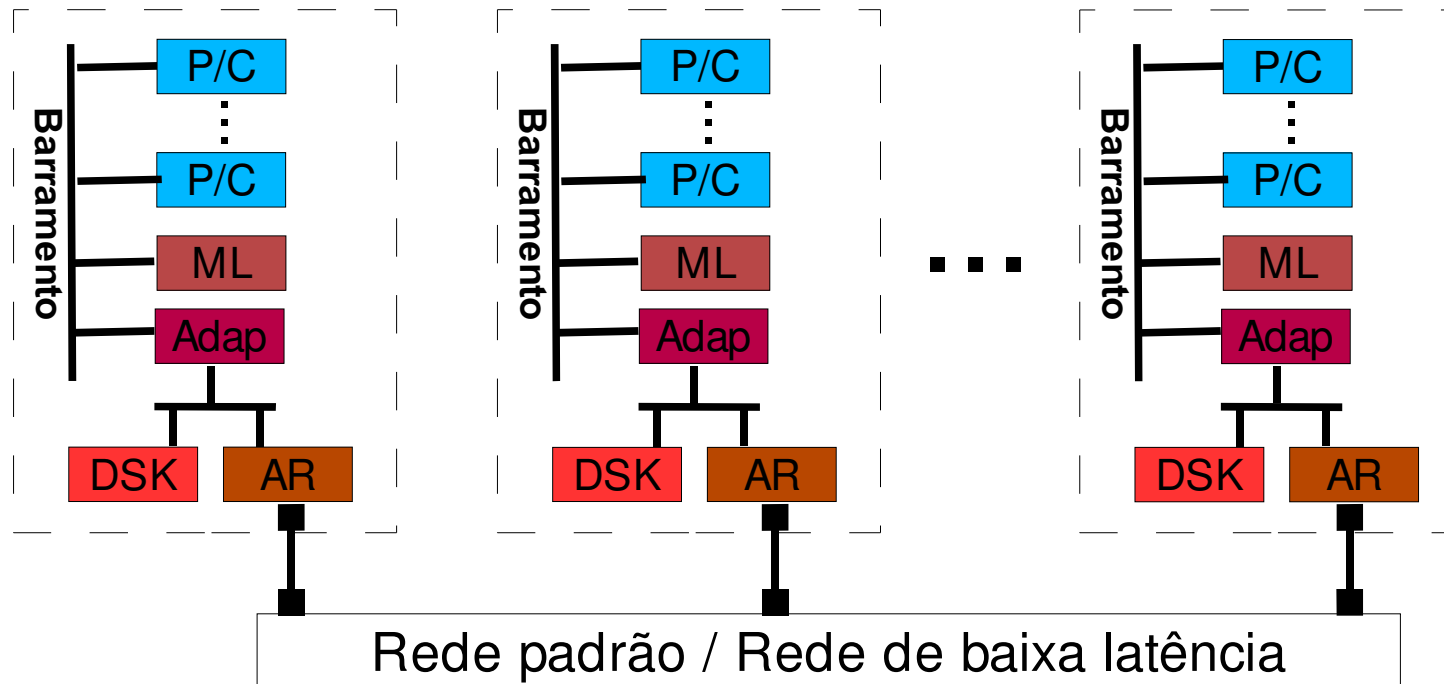 Barramento
P/C
P/C
ML
Adap
DSK
AR
Barramento
P/C
P/C
ML
Adap
DSK
AR
Barramento
P/C
P/C
ML
Adap
DSK
AR
Rede padrão / Rede de baixa latência